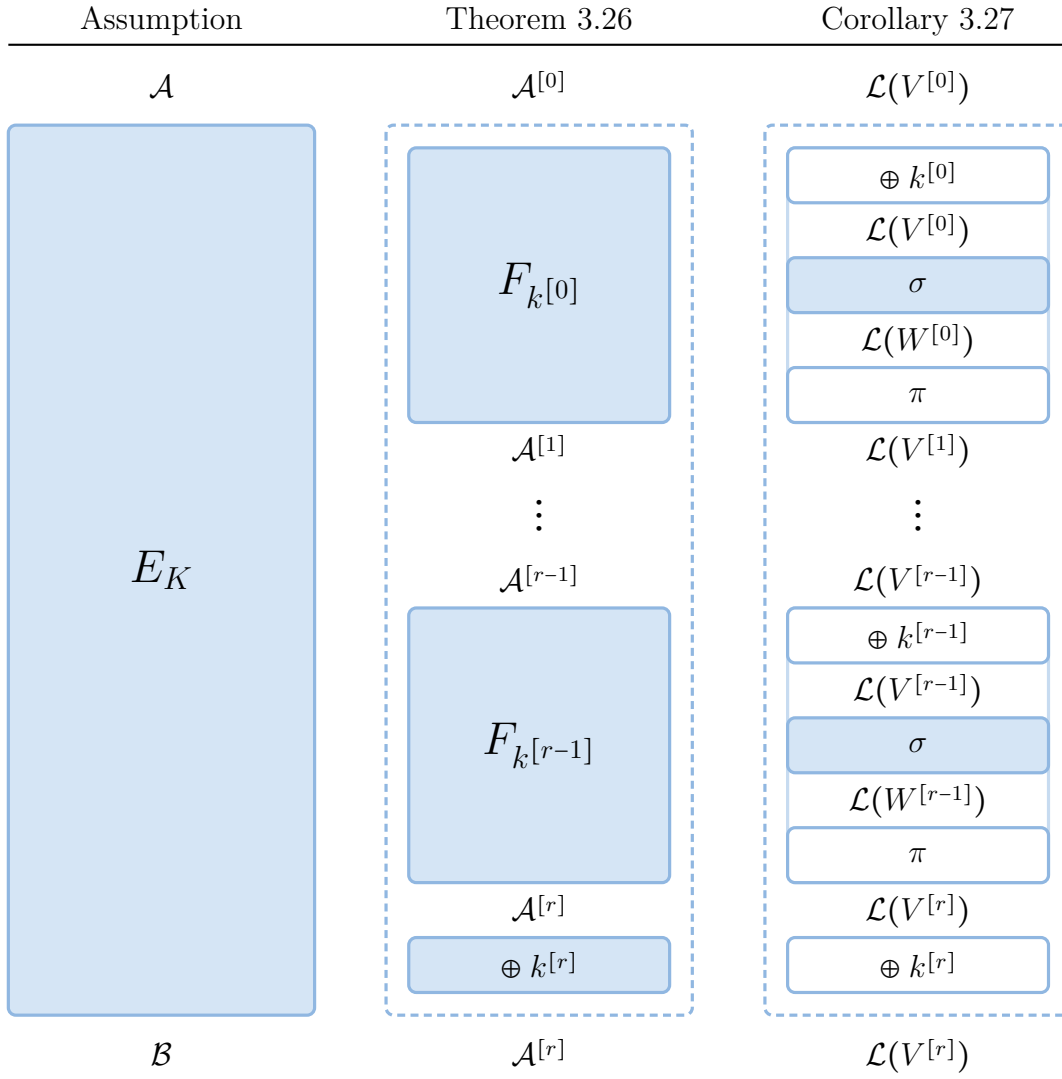 Assumption Theorem 3.26 Corollary 3.27
𝒜 𝒜^[0] ℒ(V^[0])
⊕ k^[0]
ℒ(V^[0])
F_k^[0] σ
ℒ(W^[0])
π
𝒜^[1] ℒ(V^[1])
⋮ ⋮
E_K 𝒜^[r−1] ℒ(V^[r−1])
⊕ k^[r−1]
ℒ(V^[r−1])
F_k^[r−1] σ
ℒ(W^[r−1])
π
𝒜^[r] ℒ(V^[r])
⊕ k^[r] ⊕ k^[r]
ℬ 𝒜^[r] ℒ(V^[r])